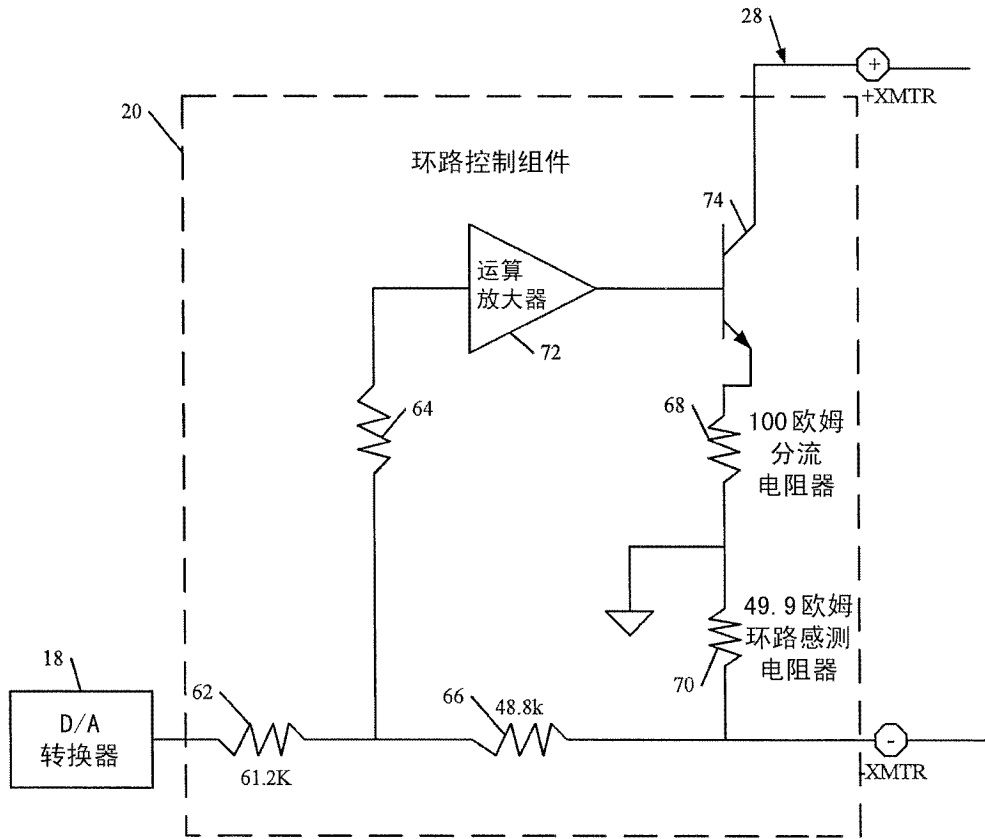 28
+
+XMTR
20
环路控制组件
74
运算
放大器
72
64
68
100欧姆
分流
电阻器
49.9欧姆
环路感测
电阻器
70
18
D/A
转换器
62
61.2K
66
48.8k
-
-XMTR